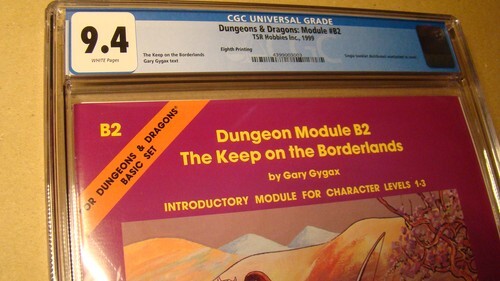 CGC UNIVERSAL GRADE
9.4
WHITE Pages
Dungeons & Dragons: Module #B2
TSR Hobbies Inc., 1999
Eighth Printing
The Keep on the Borderlands
Gary Gygax text
B2
OR DUNGEONS & DRAGONS®
BASIC SET
Dungeon Module B2
The Keep on the Borderlands
by Gary Gygax
INTRODUCTORY MODULE FOR CHARACTER LEVELS 1-3